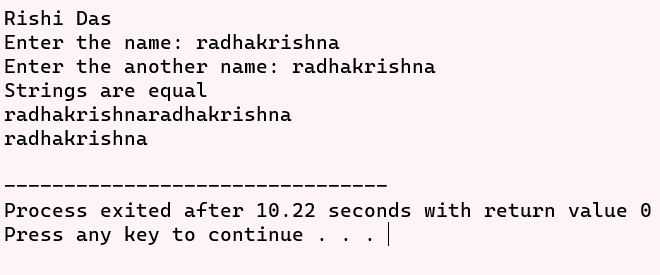 Rishi Das
Enter the name: radhakrishna
Enter the another name: radhakrishna
Strings are equal
radhakrishnaradhakrishna
radhakrishna
--------------------------------
Process exited after 10.22 seconds with return value 0
Press any key to continue . . .